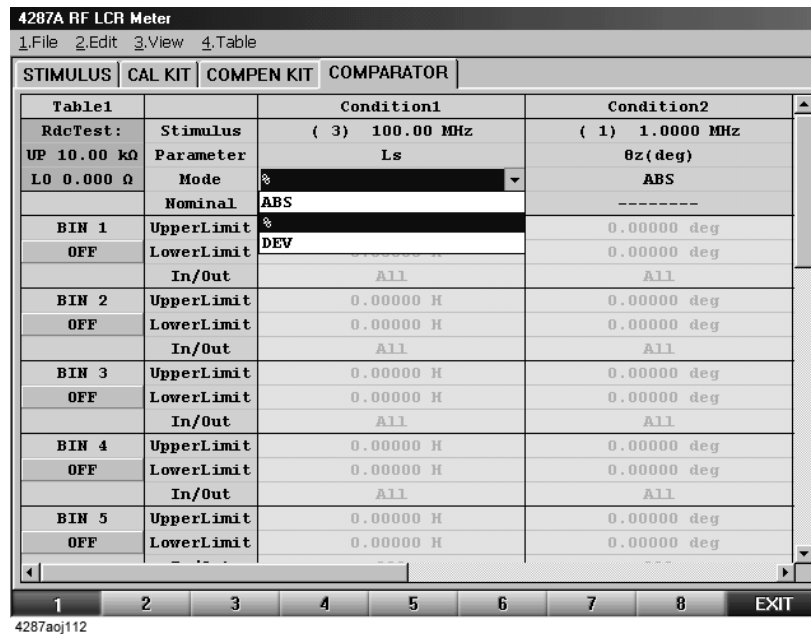 4287A RF LCR Meter
1.File 2.Edit 3.View 4.Table
STIMULUS CAL KIT COMPEN KIT COMPARATOR
Table1 Condition1 Condition2
RdcTest: Stimulus ( 3) 100.00 MHz ( 1) 1.0000 MHz
UP 10.00 kΩ Parameter Ls θz(deg)
LO 0.000 Ω Mode % ABS
Nominal ABS --------
BIN 1 UpperLimit % 0.00000 deg
OFF LowerLimit DEV 0.00000 deg
In/Out All All
BIN 2 UpperLimit 0.00000 H 0.00000 deg
OFF LowerLimit 0.00000 H 0.00000 deg
In/Out All All
BIN 3 UpperLimit 0.00000 H 0.00000 deg
OFF LowerLimit 0.00000 H 0.00000 deg
In/Out All All
BIN 4 UpperLimit 0.00000 H 0.00000 deg
OFF LowerLimit 0.00000 H 0.00000 deg
In/Out All All
BIN 5 UpperLimit 0.00000 H 0.00000 deg
OFF LowerLimit 0.00000 H 0.00000 deg
1 2 3 4 5 6 7 8 EXIT
4287aoj112